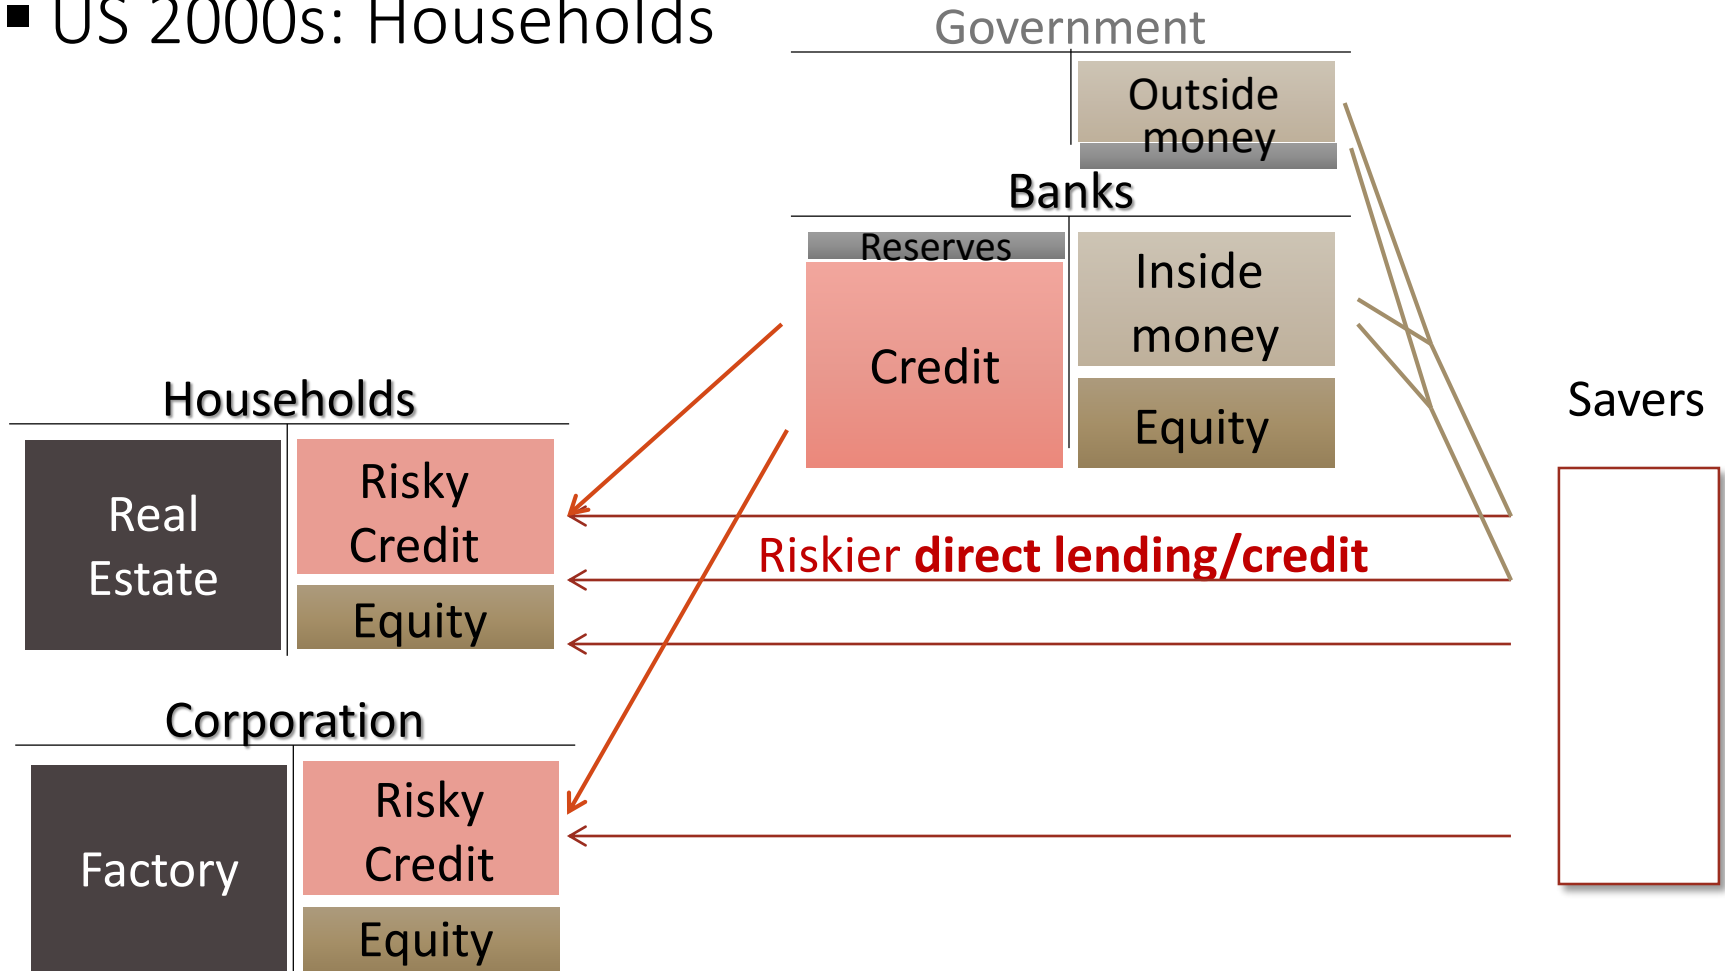 ▪ US 2000s: Households
Government
Outside
money
Banks
Reserves
Inside
money
Credit
Equity
Households
Savers
Real
Estate
Risky
Credit
Equity
Riskier direct lending/credit
Corporation
Factory
Risky
Credit
Equity